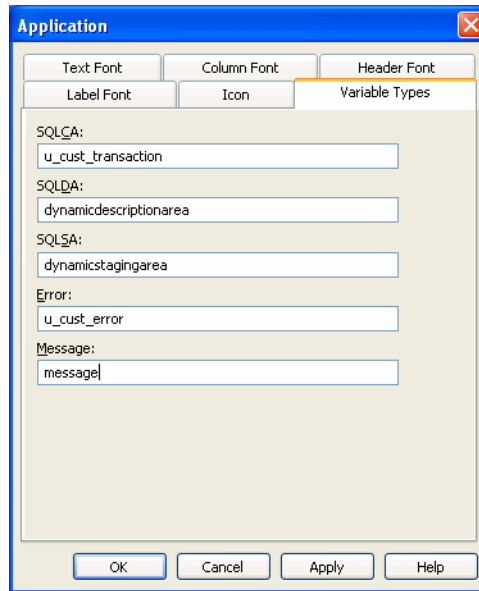 Application
Text Font
Column Font
Header Font
Label Font
Icon
Variable Types
SQLCA:
u_cust_transaction
SQLDA:
dynamicdescriptionarea
SQLSA:
dynamicstagingarea
Error:
u_cust_error
Message:
message
OK
Cancel
Apply
Help